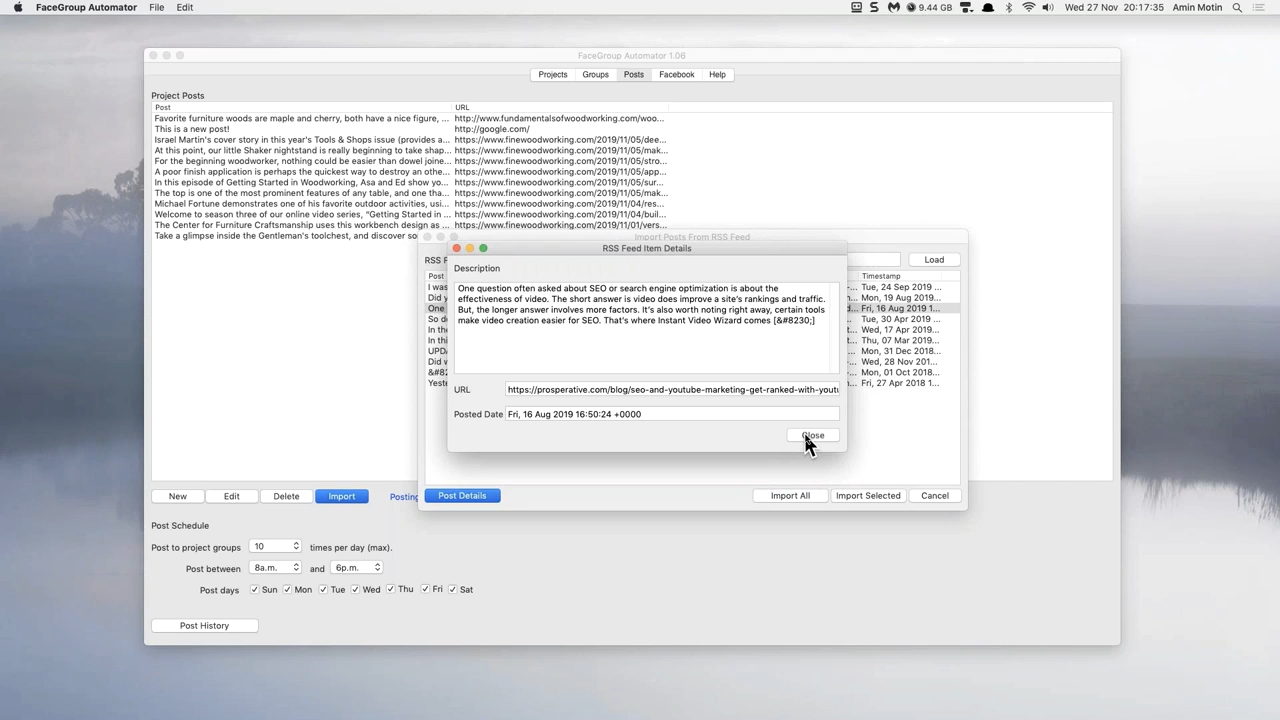 FaceGroup Automator File Edit 9.44 GB Wed 27 Nov 20:17:35 Amin Motin
FaceGroup Automator 1.06
Projects Groups Posts Facebook Help
Project Posts
Post URL
Favorite furniture woods are maple and cherry, both have a nice figure, ... http://www.fundamentalsofwoodworking.com/woo...
This is a new post! http://google.com/
Israel Martin's cover story in this year's Tools & Shops issue (provides a... https://www.finewoodworking.com/2019/11/05/dee...
At this point, our little Shaker nightstand is really beginning to take shap... https://www.finewoodworking.com/2019/11/05/mak...
For the beginning woodworker, nothing could be easier than dowel joine... https://www.finewoodworking.com/2019/11/05/stro...
A poor finish application is perhaps the quickest way to destroy an othe... https://www.finewoodworking.com/2019/11/05/app...
In this episode of Getting Started in Woodworking, Asa and Ed show yo... https://www.finewoodworking.com/2019/11/05/sur...
The top is one of the most prominent features of any table, and one tha... https://www.finewoodworking.com/2019/11/05/mak...
Michael Fortune demonstrates one of his favorite outdoor activities, usi... https://www.finewoodworking.com/2019/11/04/res...
Welcome to season three of our online video series, "Getting Started in ... https://www.finewoodworking.com/2019/11/04/buil...
The Center for Furniture Craftsmanship uses this workbench design as ... https://www.finewoodworking.com/2019/11/01/vers...
Take a glimpse inside the Gentleman's toolchest, and discover so
Import Posts From RSS Feed
RSS F Load
Post Timestamp
I was Tue, 24 Sep 2019 ...
Did y Mon, 19 Aug 2019...
One Fri, 16 Aug 2019 1...
So do Tue, 30 Apr 2019 ...
In the Wed, 17 Apr 2019...
In thi Thu, 07 Mar 2019...
UPDA Mon, 31 Dec 2018...
Did w Wed, 28 Nov 201...
&#82 Mon, 01 Oct 2018...
Yeste Fri, 27 Apr 2018 1...
RSS Feed Item Details
Description
One question often asked about SEO or search engine optimization is about the
effectiveness of video. The short answer is video does improve a site's rankings and traffic.
But, the longer answer involves more factors. It's also worth noting right away, certain tools
make video creation easier for SEO. That's where Instant Video Wizard comes [&#8230;]
URL https://prosperative.com/blog/seo-and-youtube-marketing-get-ranked-with-youtu
Posted Date Fri, 16 Aug 2019 16:50:24 +0000
Close
Post Details Import All Import Selected Cancel
New Edit Delete Import Posting
Post Schedule
Post to project groups 10 times per day (max).
Post between 8a.m. and 6p.m.
Post days Sun Mon Tue Wed Thu Fri Sat
Post History